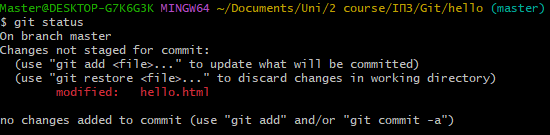 Master@DESKTOP-G7K6G3K MINGW64 ~/Documents/Uni/2 course/ІПЗ/Git/hello (master)
$ git status
On branch master
Changes not staged for commit:
  (use "git add <file>..." to update what will be committed)
  (use "git restore <file>..." to discard changes in working directory)
        modified:   hello.html

no changes added to commit (use "git add" and/or "git commit -a")